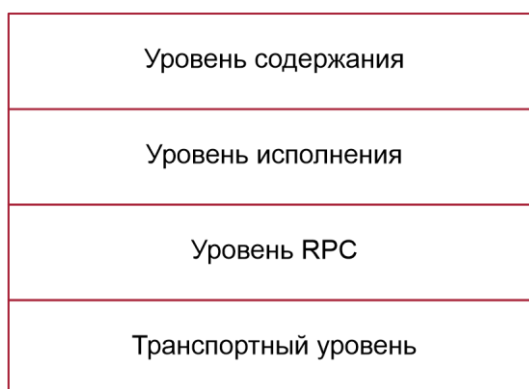 Уровень содержания
Уровень исполнения
Уровень RPC
Транспортный уровень